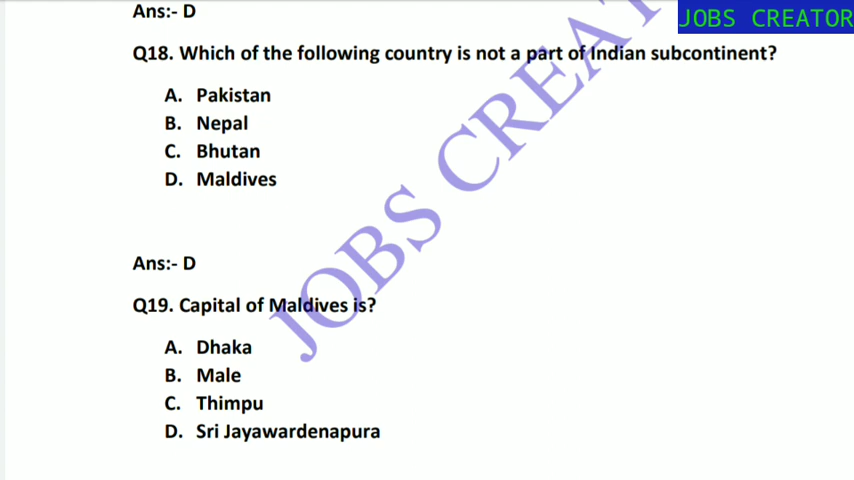 Ans:- D
JOBS CREATOR
Q18. Which of the following country is not a part of Indian subcontinent?
A. Pakistan
B. Nepal
C. Bhutan
D. Maldives
Ans:- D
Q19. Capital of Maldives is?
A. Dhaka
B. Male
C. Thimpu
D. Sri Jayawardenapura
JOBS CREAT